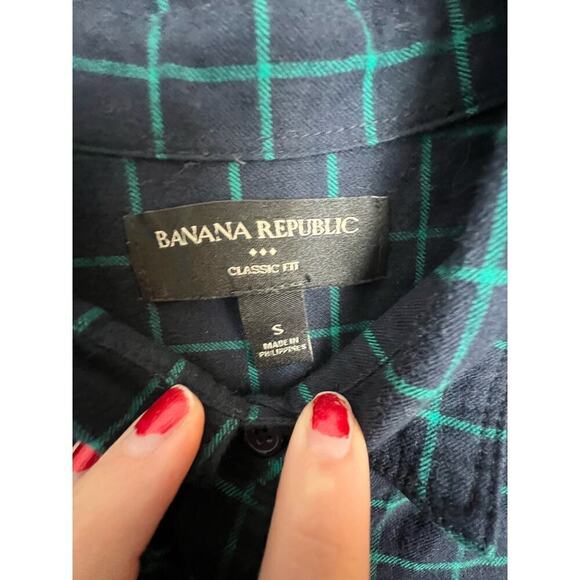 BANANA REPUBLIC
CLASSIC FIT
S
MADE IN
PHILIPPINES